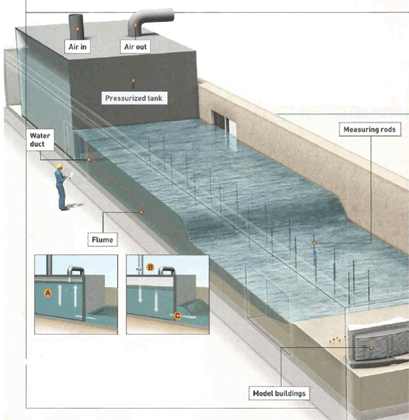 Air in
Air out
Pressurized tank
Measuring rods
Water
duct
Flume
A
B
C
Model buildings